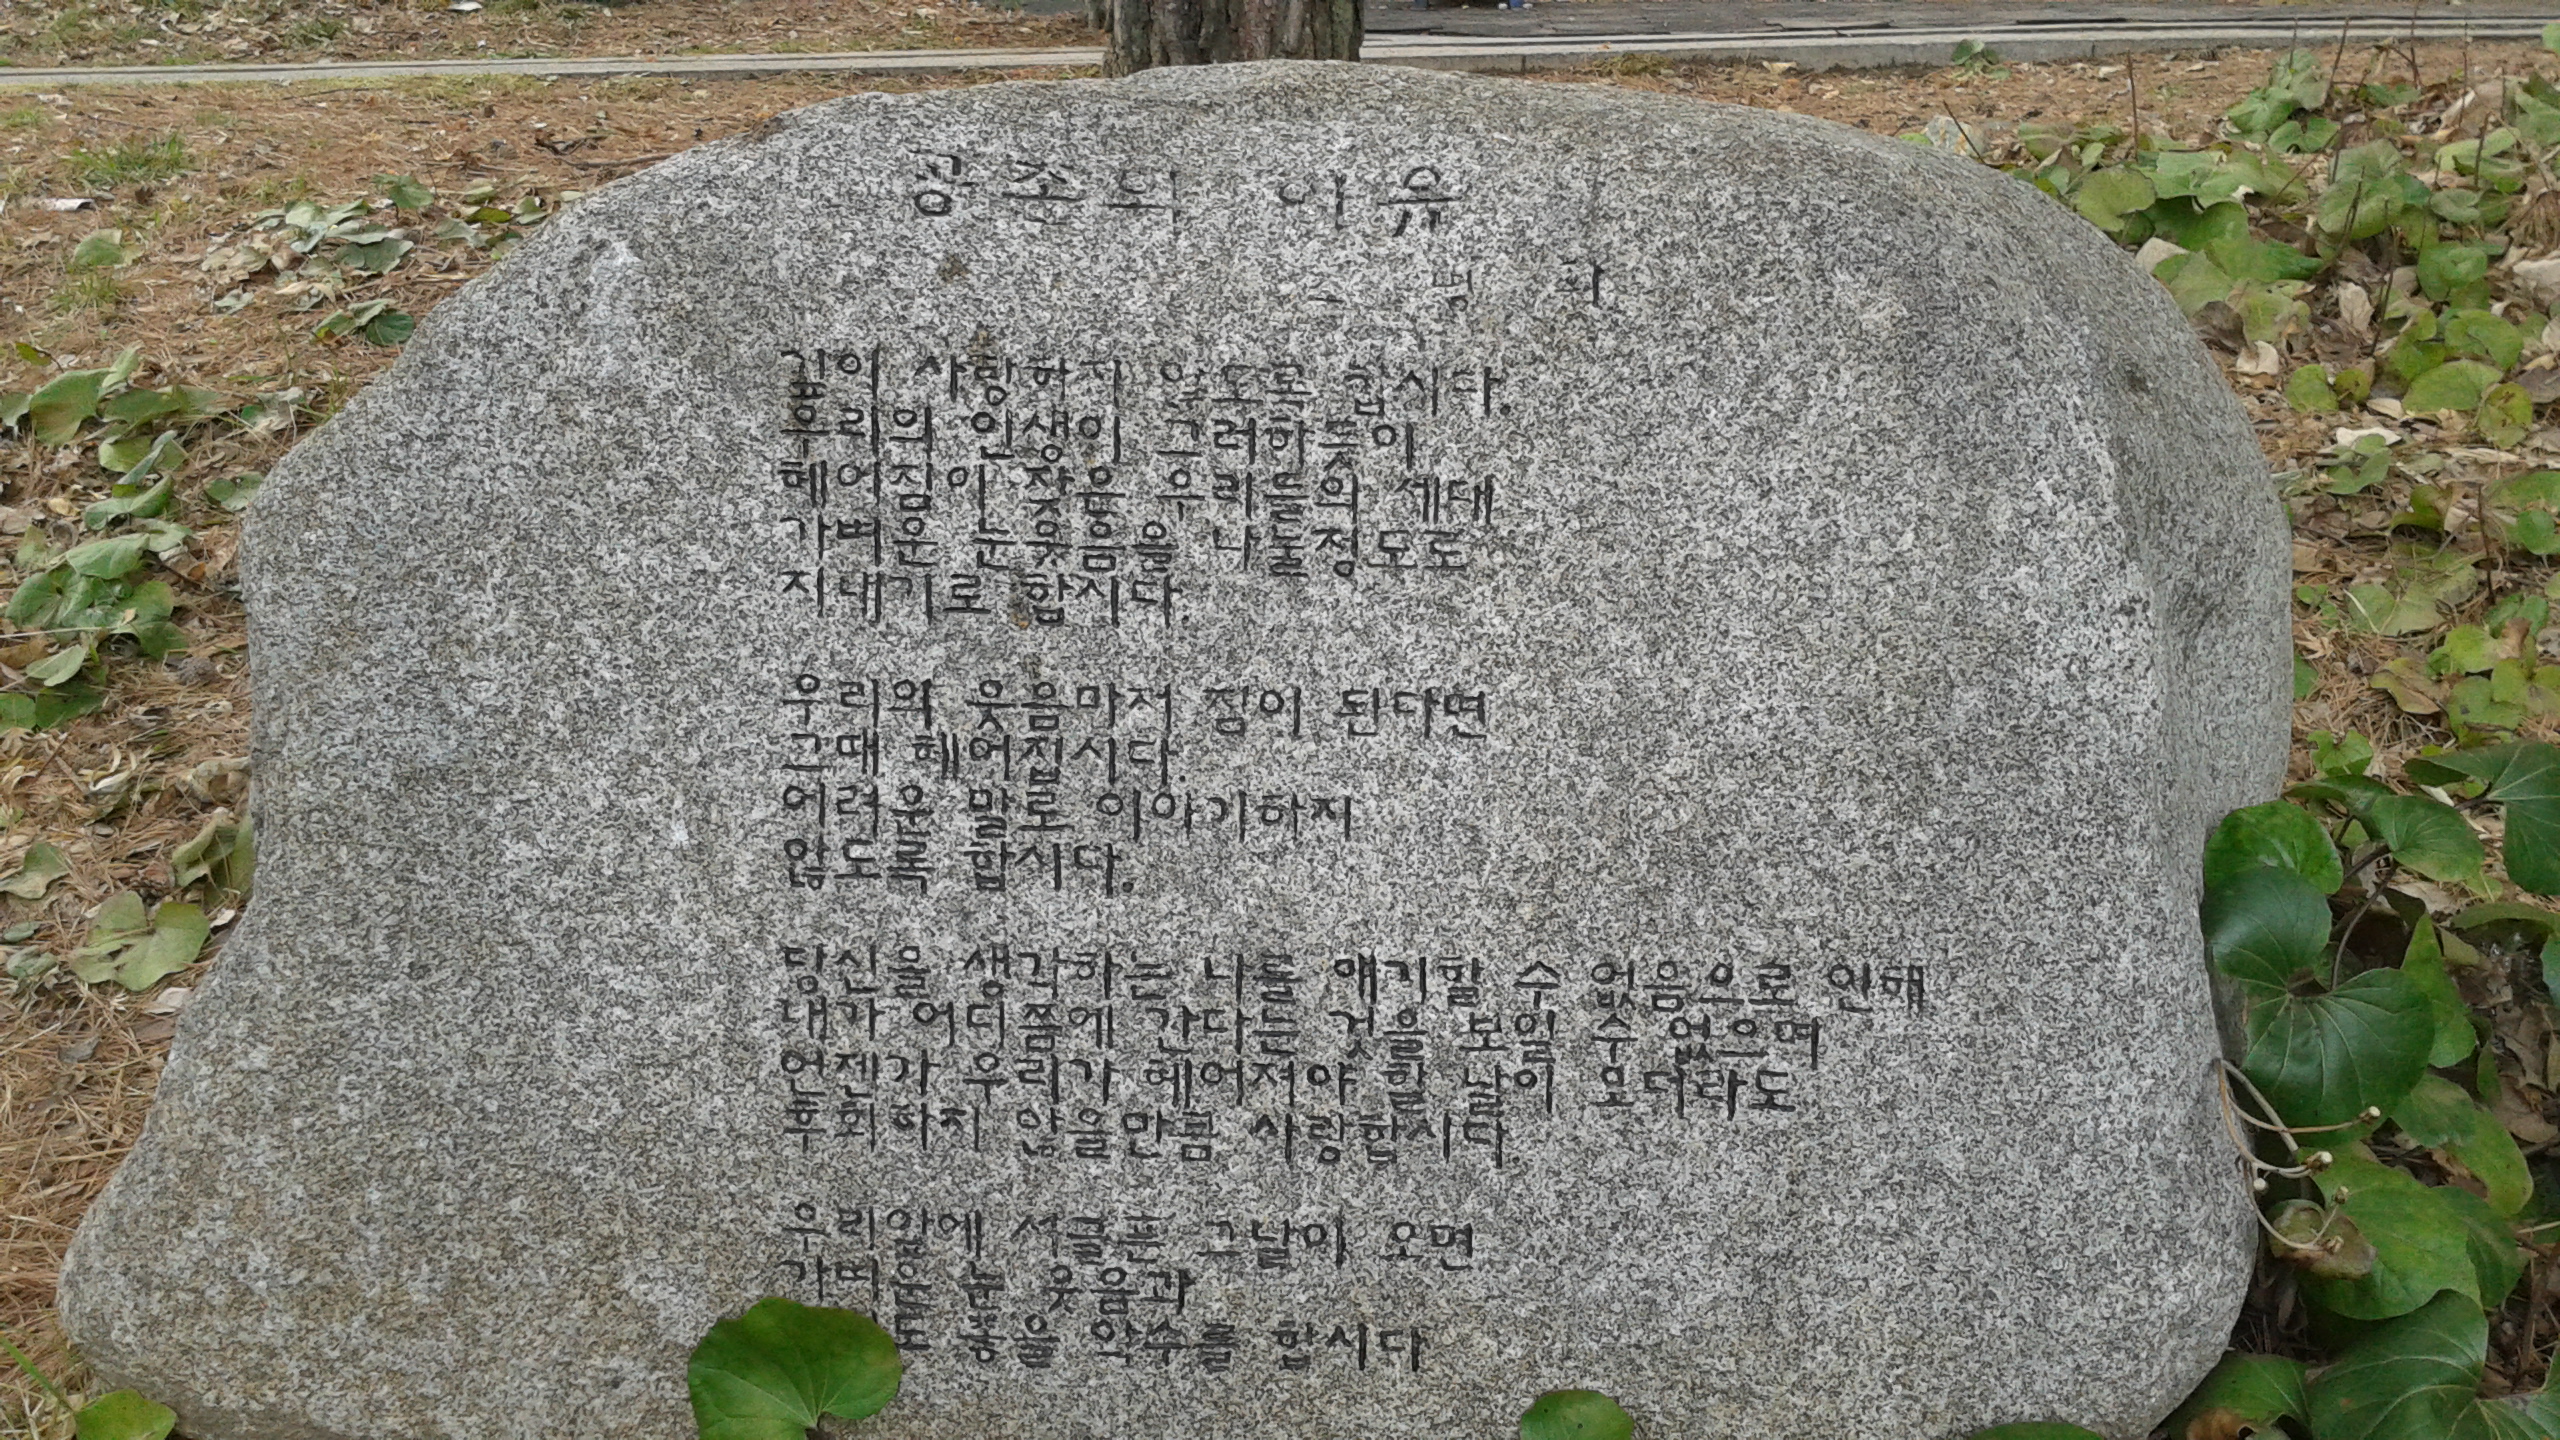 공존의 이유
조 병 화
깊이 사랑하지 않도록 합시다.
우리의 인생이 그러하듯이
헤어짐이 잦은 우리들의 세대
가벼운 눈웃음을 나눌정도로
지내기로 합시다.
우리의 웃음마저 짐이 된다면
그때 헤어집시다.
어려운 말로 이야기하지
않도록 합시다.
당신을 생각하는 나를 얘기할 수 없음으로 인해
내가 어디쯤에 간다는 것을 보일 수 없으며
언젠가 우리가 헤어져야 할 날이 오더라도
후회하지 않을만큼 사랑합시다.
우리앞에 서글픈 그날이 오면
가벼운 눈 웃음과
도 좋을 악수를 합시다